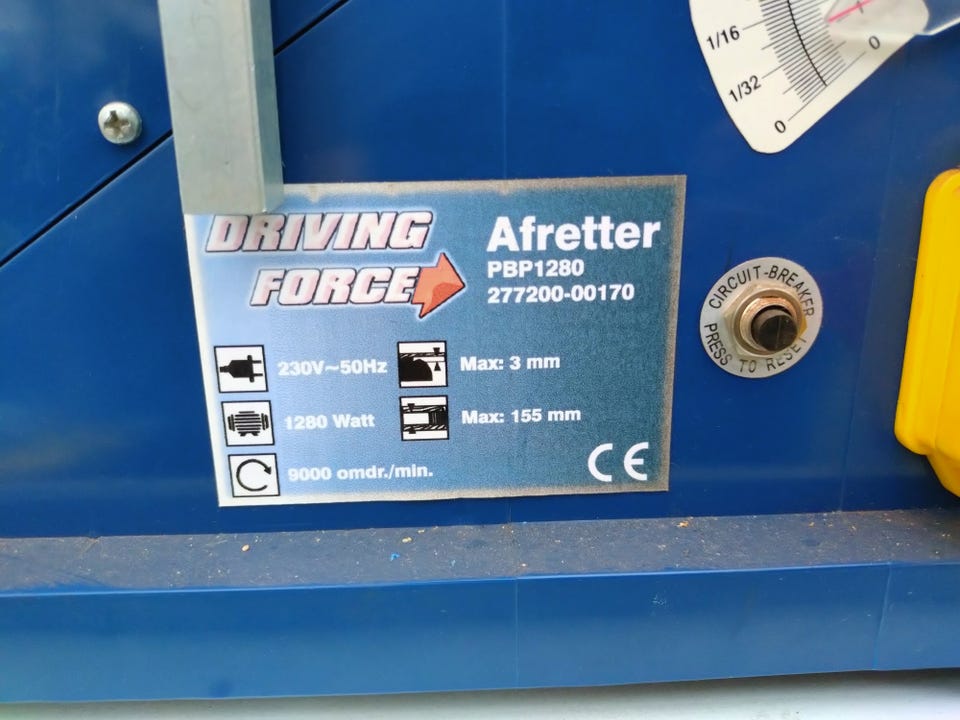 1/16
1/32
0
0
DRIVING
FORCE
Afretter
PBP1280
277200-00170
230V~50Hz
Max: 3 mm
1280 Watt
Max: 155 mm
9000 omdr./min.
CE
CIRCUIT-BREAKER
PRESS TO RESET